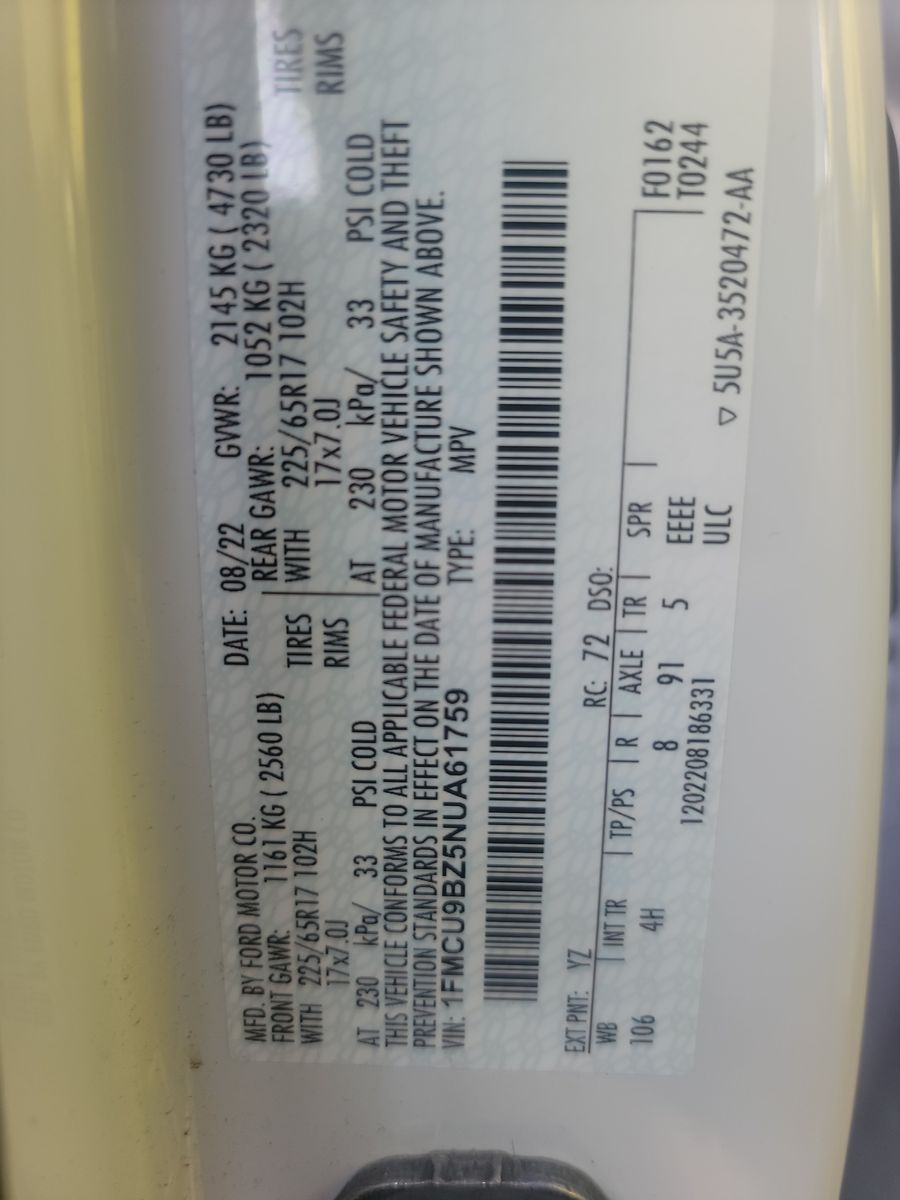 MFD. BY FORD MOTOR CO.
DATE: 08/22 GVWR: 2145 KG ( 4730 LB)
FRONT GAWR: 1161 KG ( 2560 LB)
REAR GAWR: 1052 KG ( 2320 LB)
WITH 225/65R17 102H TIRES
WITH 225/65R17 102H TIRES
17x7.0J RIMS
17x7.0J RIMS
AT 230 kPa/ 33 PSI COLD
AT 230 kPa/ 33 PSI COLD
THIS VEHICLE CONFORMS TO ALL APPLICABLE FEDERAL MOTOR VEHICLE SAFETY AND THEFT
PREVENTION STANDARDS IN EFFECT ON THE DATE OF MANUFACTURE SHOWN ABOVE.
VIN: 1FMCU9BZ5NUA61759 TYPE: MPV
EXT PNT: YZ RC: 72 DSO:
WB | INT TR | TP/PS | R | AXLE | TR | SPR | F0162
106 4H 8 91 5 EEEE T0244
120220818633​1 ULC ▽ 5U5A-3520472-AA